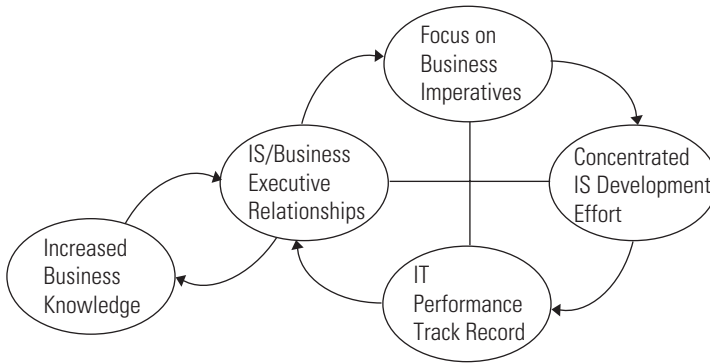 Focus on
Business
Imperatives
IS/Business
Executive
Relationships
Concentrated
IS Development
Effort
Increased
Business
Knowledge
IT
Performance
Track Record